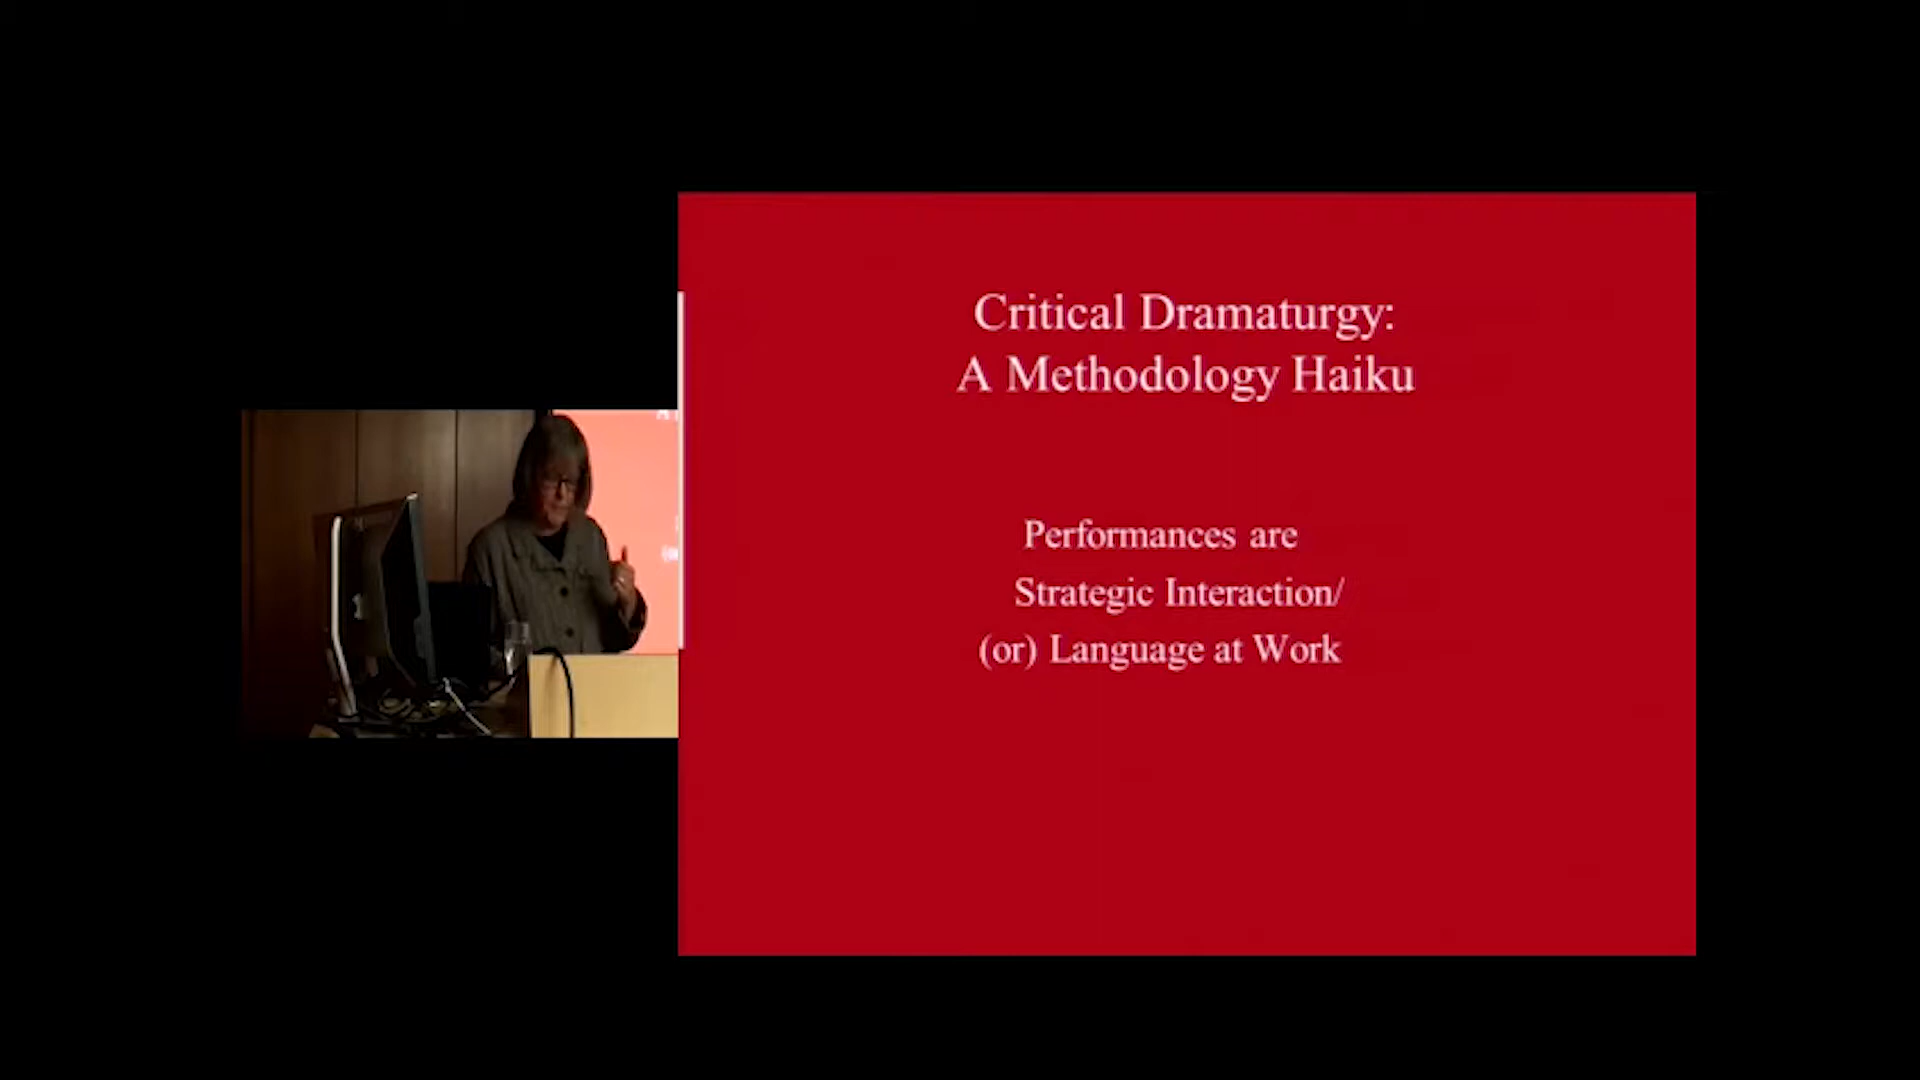 Critical Dramaturgy:
A Methodology Haiku
Performances are
Strategic Interaction/
(or) Language at Work